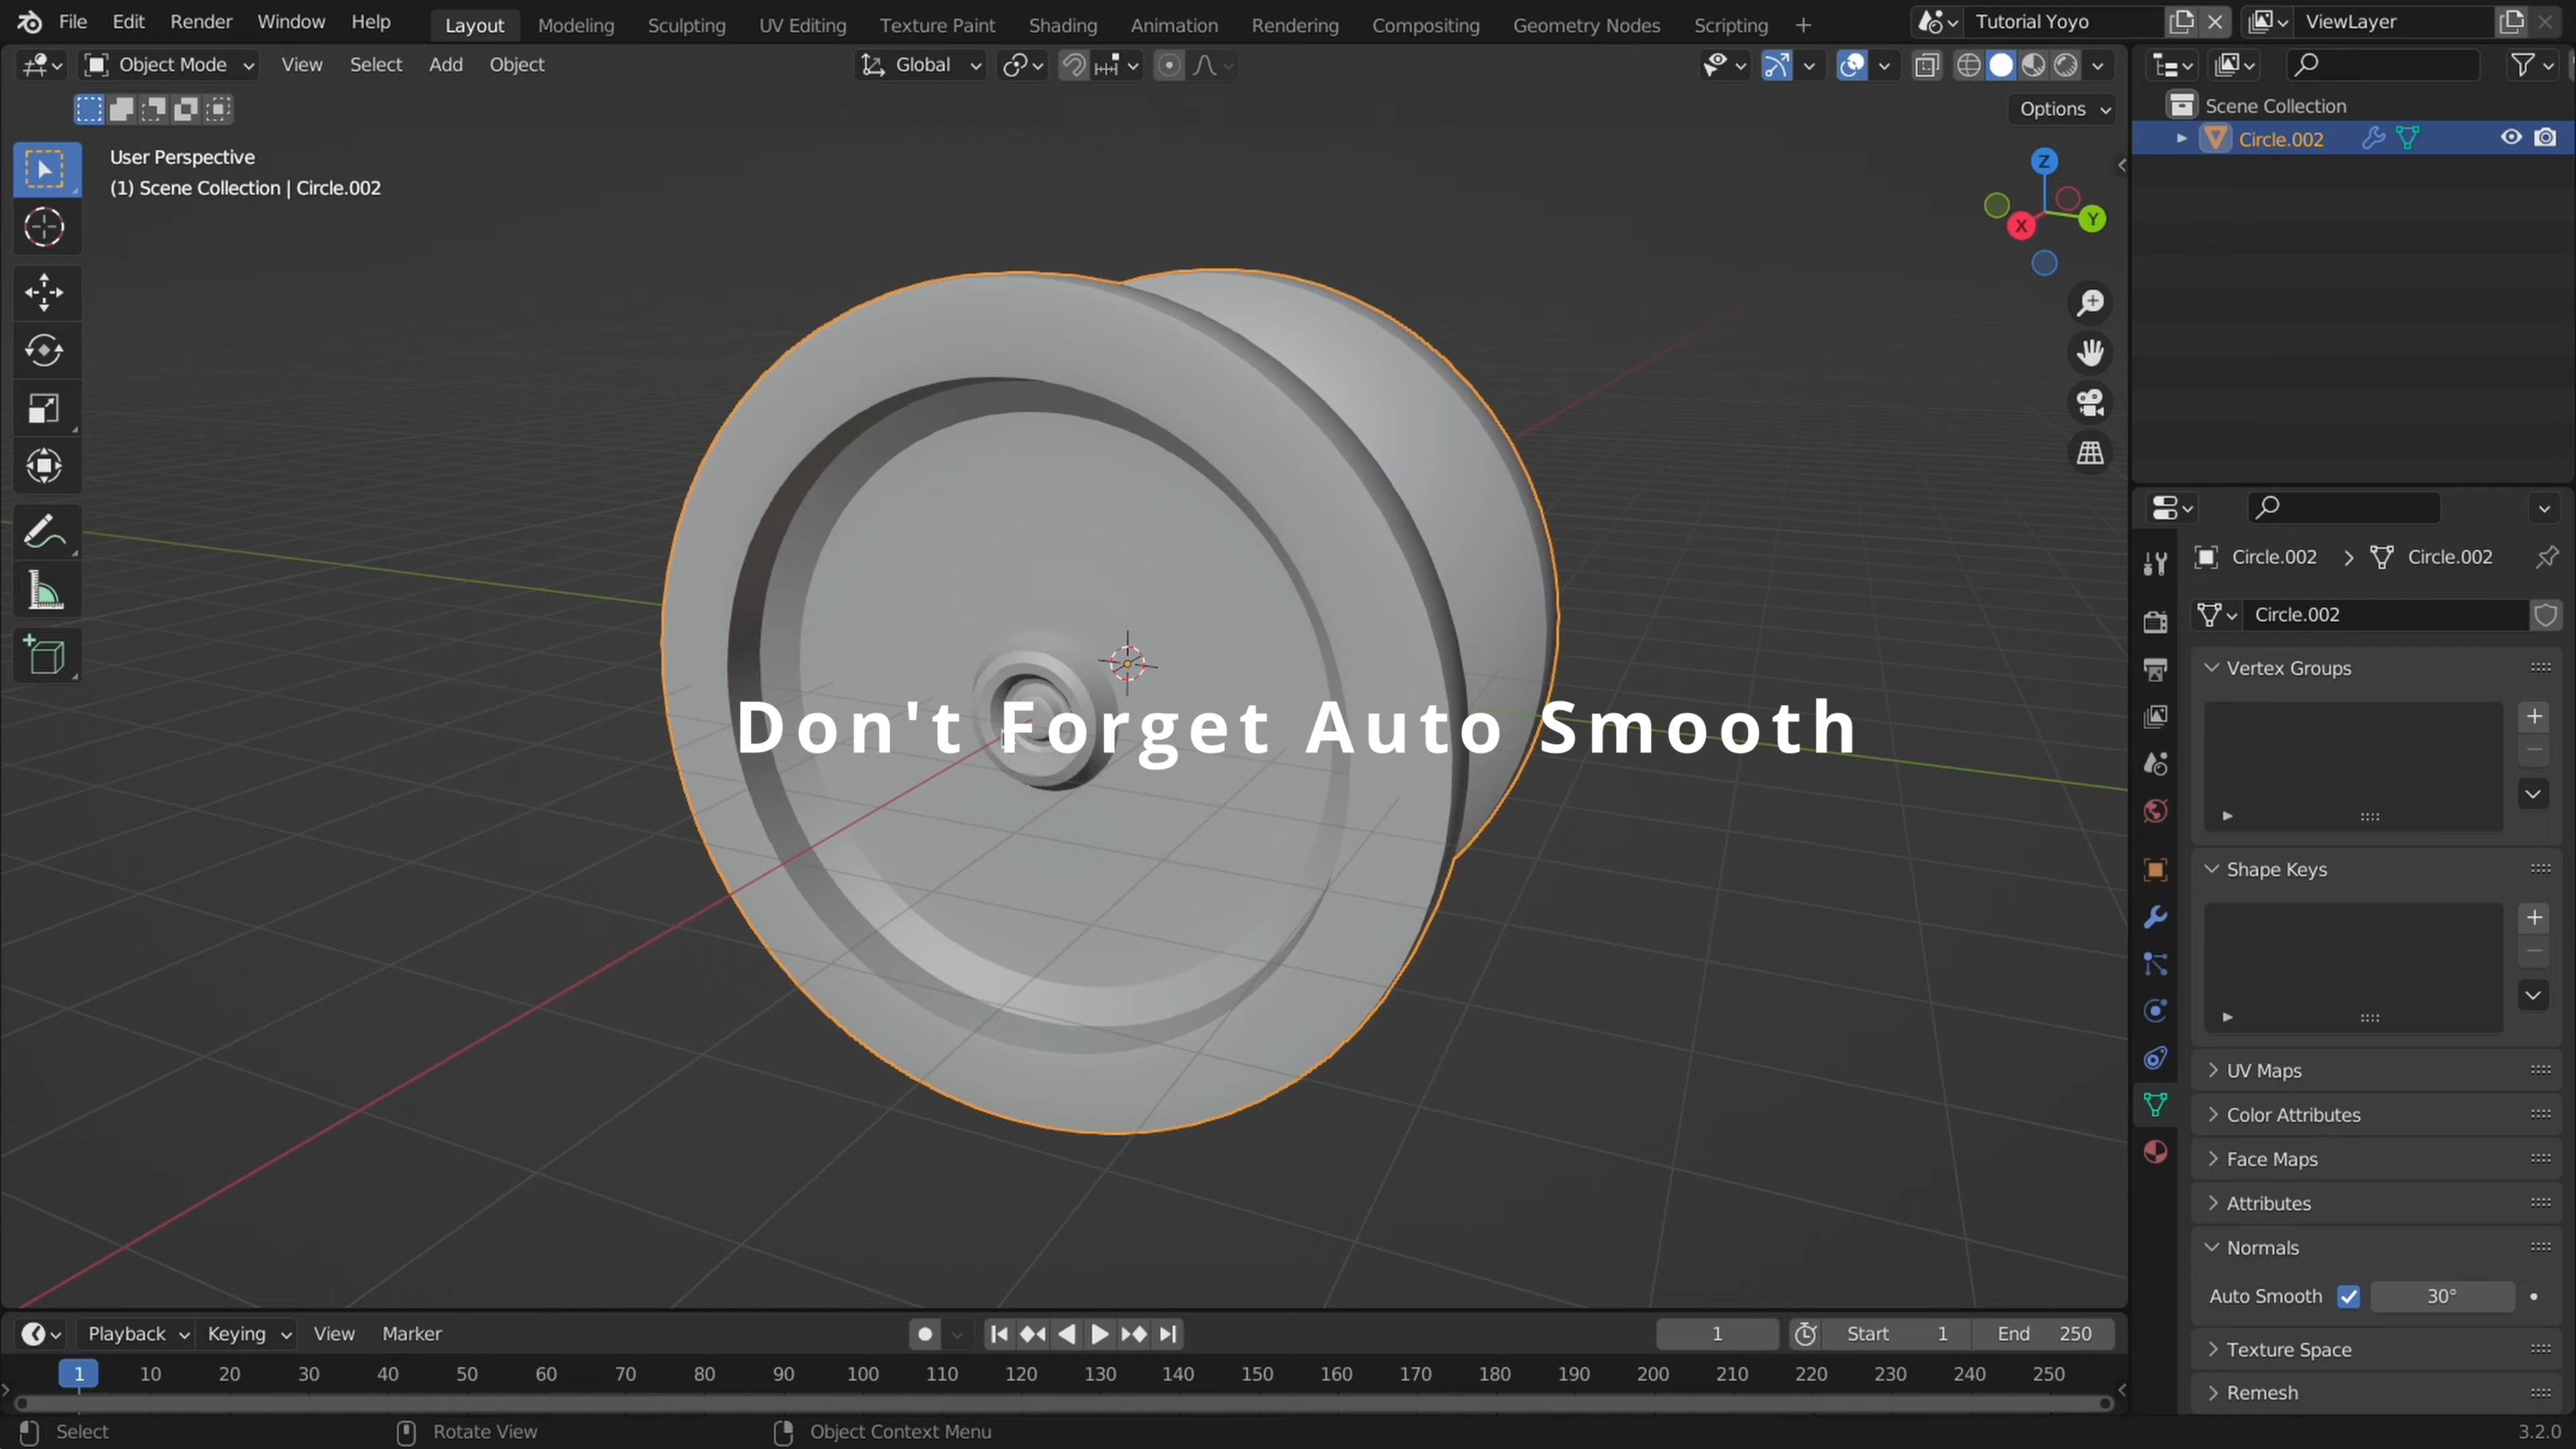 File Edit Render Window Help Layout Modeling Sculpting UV Editing Texture Paint Shading Animation Rendering Compositing Geometry Nodes Scripting + Tutorial Yoyo ViewLayer
Object Mode View Select Add Object Global
Options
User Perspective
(1) Scene Collection | Circle.002
Z
X
Y
Don't Forget Auto Smooth
Scene Collection
Circle.002
Circle.002 > Circle.002
Circle.002
Vertex Groups
Shape Keys
UV Maps
Color Attributes
Face Maps
Attributes
Normals
Auto Smooth 30°
Texture Space
Remesh
Playback Keying View Marker 1 Start 1 End 250
1 10 20 30 40 50 60 70 80 90 100 110 120 130 140 150 160 170 180 190 200 210 220 230 240 250
Select Rotate View Object Context Menu 3.2.0